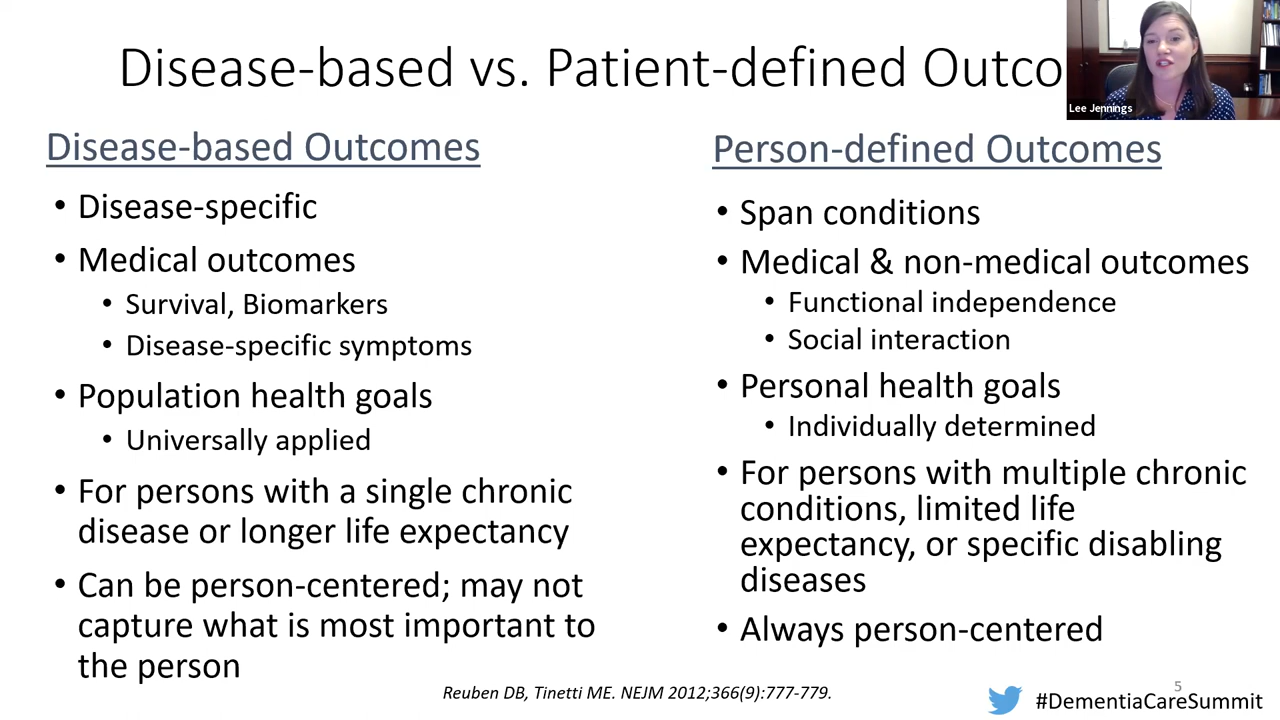 Disease-based vs. Patient-defined Outco
Lee Jennings
Disease-based Outcomes
• Disease-specific
• Medical outcomes
• Survival, Biomarkers
• Disease-specific symptoms
• Population health goals
• Universally applied
• For persons with a single chronic
disease or longer life expectancy
• Can be person-centered; may not
capture what is most important to
the person
Person-defined Outcomes
• Span conditions
• Medical & non-medical outcomes
• Functional independence
• Social interaction
• Personal health goals
• Individually determined
• For persons with multiple chronic
conditions, limited life
expectancy, or specific disabling
diseases
• Always person-centered
Reuben DB, Tinetti ME. NEJM 2012;366(9):777-779.
5
#DementiaCareSummit